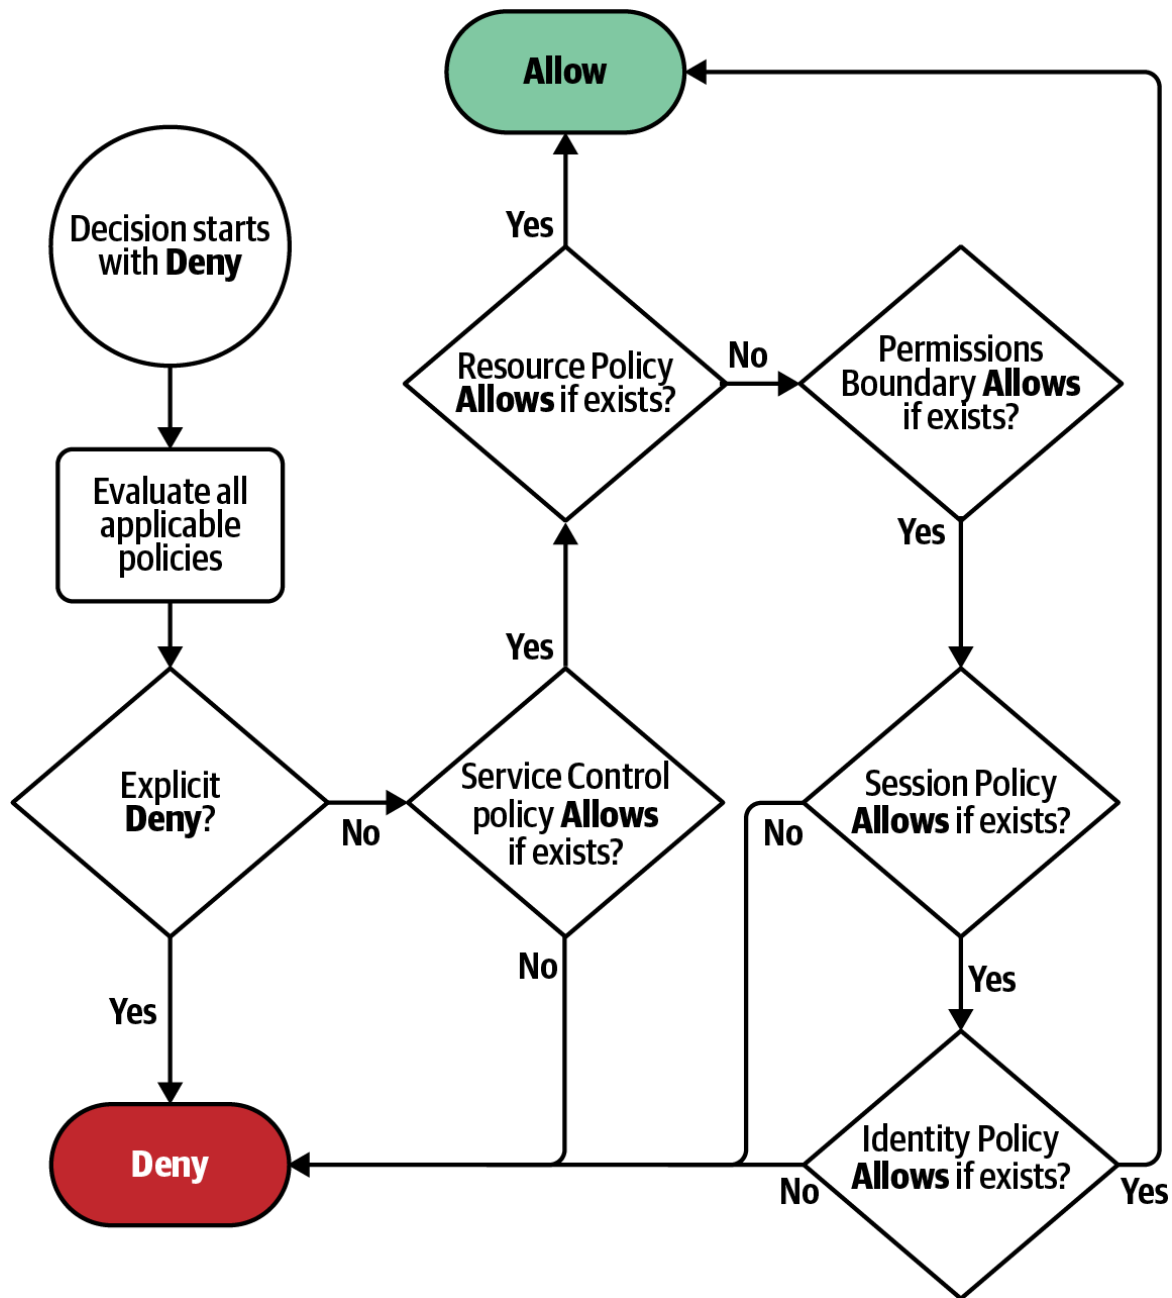 Allow
Decision starts
with Deny
Yes
Resource Policy
Allows if exists?
No
Permissions
Boundary Allows
if exists?
Evaluate all
applicable
policies
Yes
Yes
Explicit
Deny?
No
Service Control
policy Allows
if exists?
No
Session Policy
Allows if exists?
Yes
No
Yes
Deny
Identity Policy
Allows if exists?
No
Yes